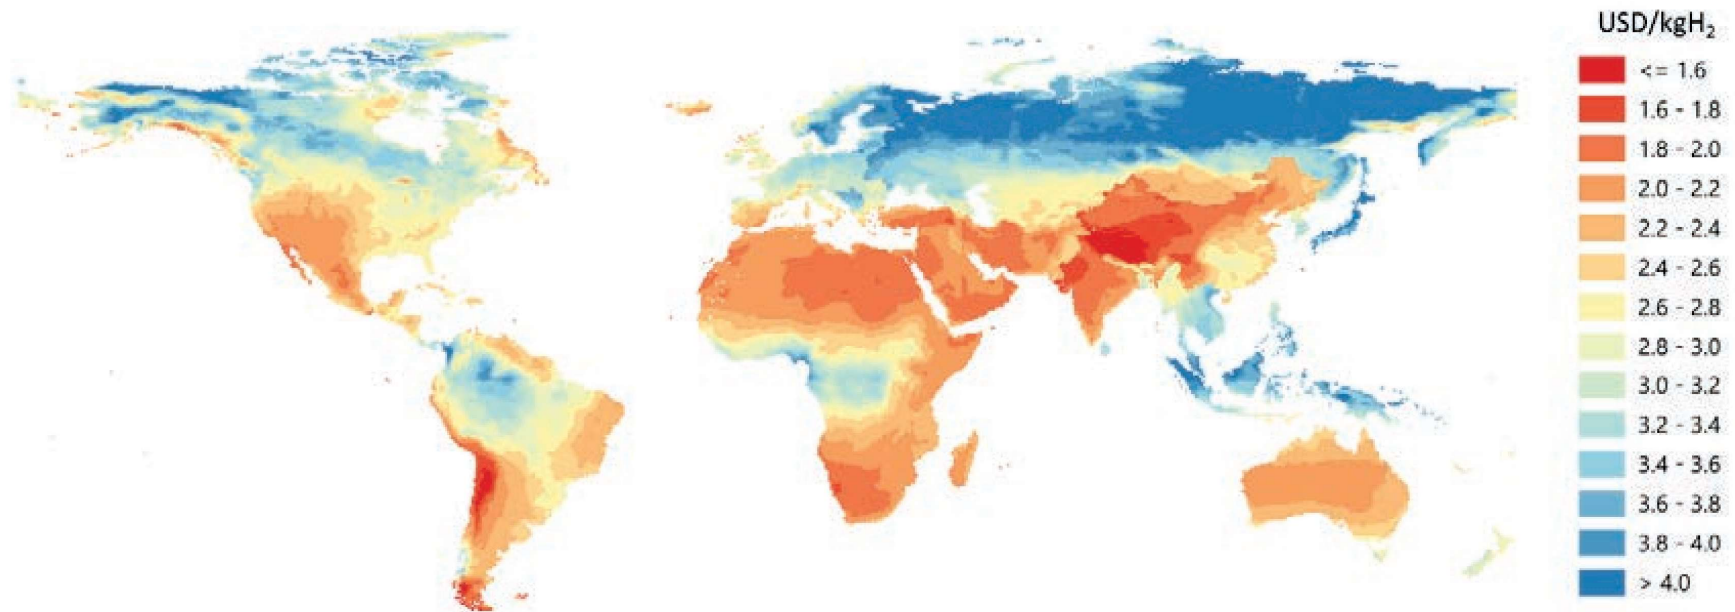 USD/kgH₂
<= 1.6
1.6 - 1.8
1.8 - 2.0
2.0 - 2.2
2.2 - 2.4
2.4 - 2.6
2.6 - 2.8
2.8 - 3.0
3.0 - 3.2
3.2 - 3.4
3.4 - 3.6
3.6 - 3.8
3.8 - 4.0
> 4.0